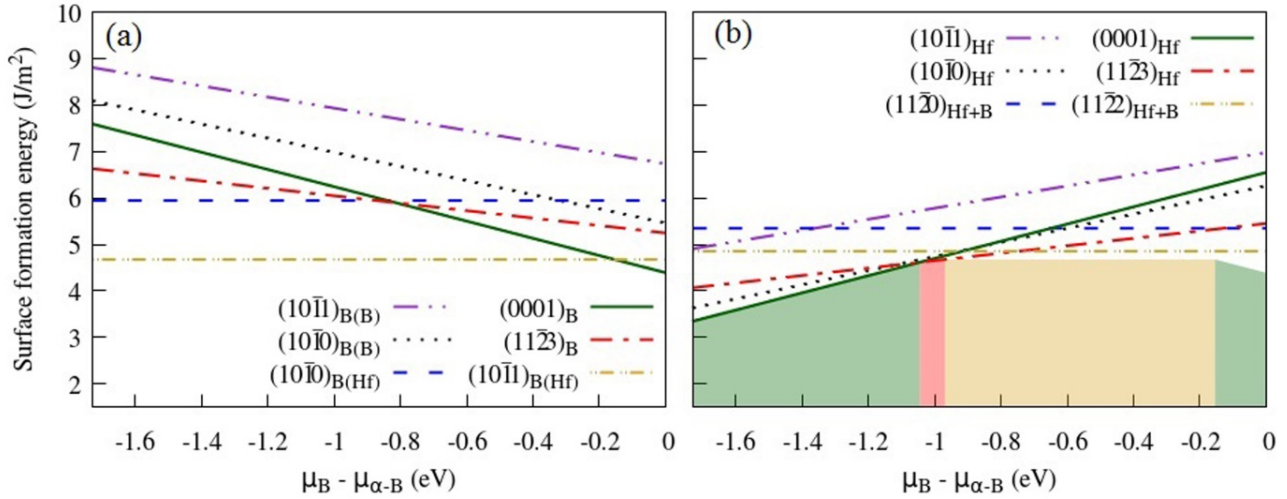 (a)
Surface formation energy (J/m²)
10
9
8
7
6
5
4
3
2
(101̅1)B(B)
(0001)B
(101̅0)B(B)
(112̅3)B
(101̅0)B(Hf)
(101̅1)B(Hf)
-1.6 -1.4 -1.2 -1 -0.8 -0.6 -0.4 -0.2 0
μB - μα-B (eV)
(b)
(101̅1)Hf
(0001)Hf
(101̅0)Hf
(112̅3)Hf
(112̅0)Hf+B
(112̅2)Hf+B
-1.6 -1.4 -1.2 -1 -0.8 -0.6 -0.4 -0.2 0
μB - μα-B (eV)